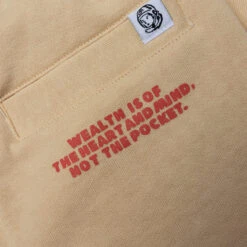 WEALTH IS OF
THE HEART AND MIND,
NOT THE POCKET.